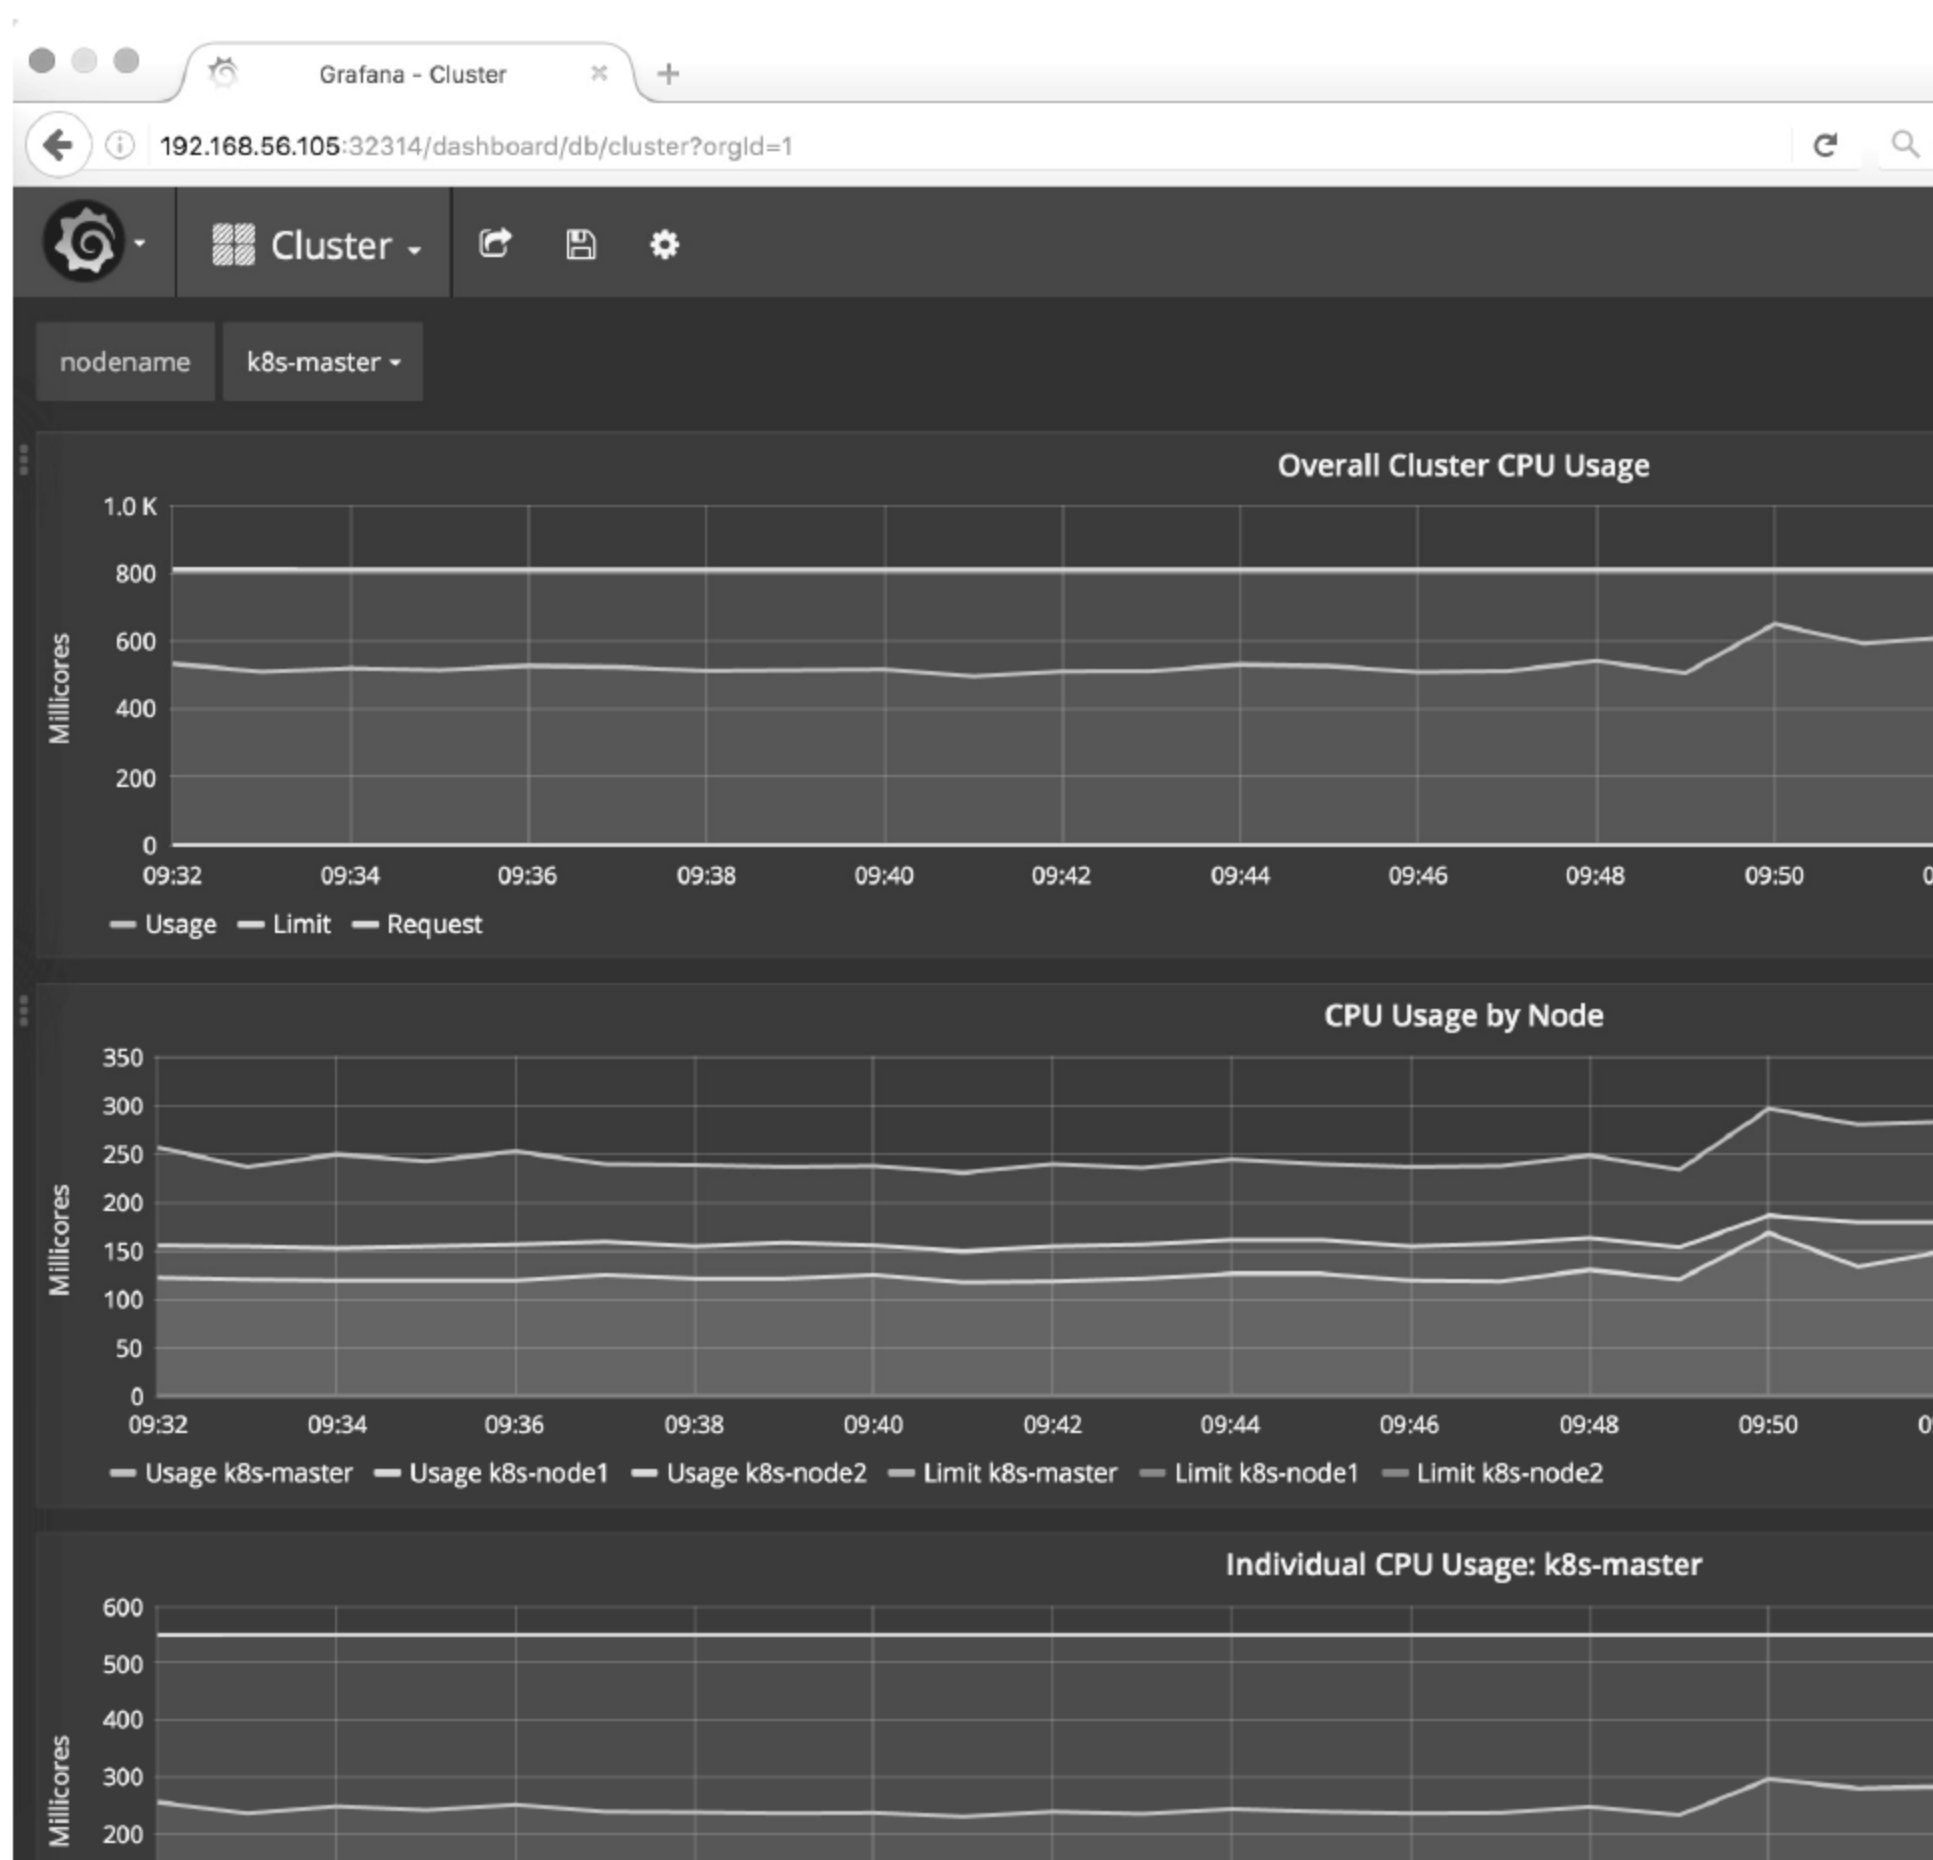 Grafana - Cluster
192.168.56.105:32314/dashboard/db/cluster?orgId=1
Cluster
nodename k8s-master
Overall Cluster CPU Usage
1.0 K
800
600
400
200
0
Millicores
09:32 09:34 09:36 09:38 09:40 09:42 09:44 09:46 09:48 09:50
Usage Limit Request
CPU Usage by Node
350
300
250
200
150
100
50
0
Millicores
09:32 09:34 09:36 09:38 09:40 09:42 09:44 09:46 09:48 09:50
Usage k8s-master Usage k8s-node1 Usage k8s-node2 Limit k8s-master Limit k8s-node1 Limit k8s-node2
Individual CPU Usage: k8s-master
600
500
400
300
200
Millicores